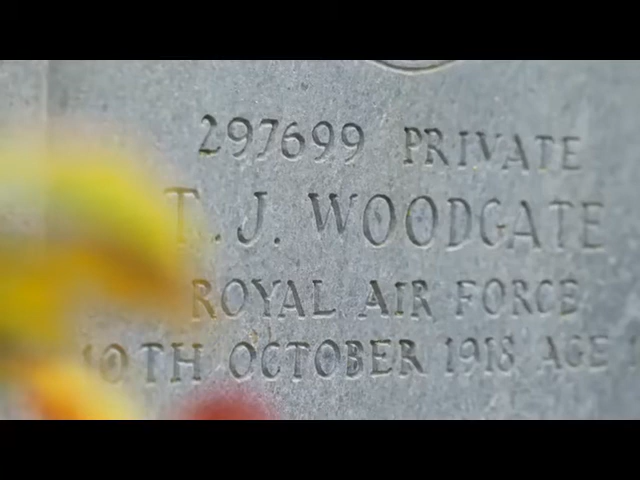 297699 PRIVATE
T. J. WOODGATE
ROYAL AIR FORCE
10TH OCTOBER 1918 AGE